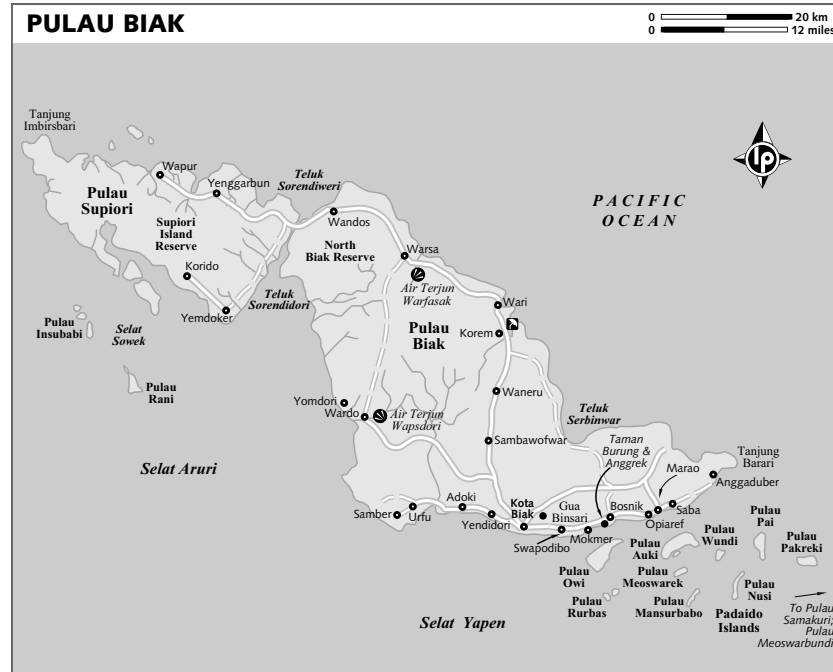 PULAU BIAK
0 20 km
0 12 miles
Tanjung
Imbirsbari
Wapur
Yenggarbun
Teluk
Sorendiweri
lp
PACIFIC
OCEAN
Pulau
Supiori
Supiori
Island
Reserve
Wandos
North
Biak Reserve
Warsa
Korido
Air Terjun
Warfasak
Teluk
Sorendidori
Yemdoker
Wari
Pulau
Insubabi
Selat
Sowek
Pulau
Biak
Korem
Pulau
Rani
Waneru
Yomdori
Wardo
Air Terjun
Wapsdori
Teluk
Serbinwar
Sambawofwar
Taman
Burung &
Anggrek
Tanjung
Barari
Selat Aruri
Marao
Anggaduber
Adoki
Kota
Biak
Gua
Binsari
Bosnik
Saba
Samber
Urfu
Yendidori
Opiaref
Swapodibo
Mokmer
Pulau
Auki
Pulau
Wundi
Pulau
Pai
Pulau
Pakreki
Pulau
Owi
Pulau
Meoswarek
Pulau
Nusi
Pulau
Rurbas
Pulau
Mansurbabo
Padaido
Islands
To Pulau
Samakuri;
Pulau
Meoswarbundi
Selat Yapen